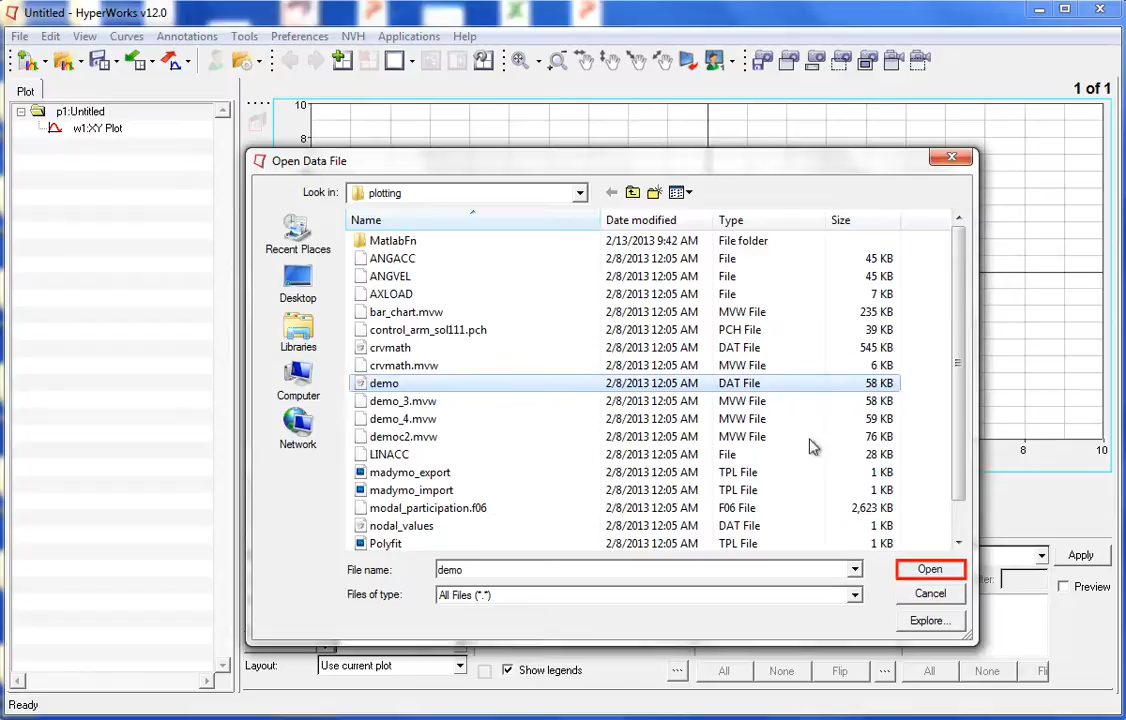 Untitled - HyperWorks v12.0
File Edit View Curves Annotations Tools Preferences NVH Applications Help
Plot
1 of 1
p1:Untitled
w1:XY Plot
10
8
Open Data File
Look in: plotting
Recent Places
Desktop
Libraries
Computer
Network
Name Date modified Type Size
MatlabFn 2/13/2013 9:42 AM File folder
ANGACC 2/8/2013 12:05 AM File 45 KB
ANGVEL 2/8/2013 12:05 AM File 45 KB
AXLOAD 2/8/2013 12:05 AM File 7 KB
bar_chart.mvw 2/8/2013 12:05 AM MVW File 235 KB
control_arm_sol111.pch 2/8/2013 12:05 AM PCH File 39 KB
crvmath 2/8/2013 12:05 AM DAT File 545 KB
crvmath.mvw 2/8/2013 12:05 AM MVW File 6 KB
demo 2/8/2013 12:05 AM DAT File 58 KB
demo_3.mvw 2/8/2013 12:05 AM MVW File 58 KB
demo_4.mvw 2/8/2013 12:05 AM MVW File 59 KB
democ2.mvw 2/8/2013 12:05 AM MVW File 76 KB
LINACC 2/8/2013 12:05 AM File 28 KB
madymo_export 2/8/2013 12:05 AM TPL File 1 KB
madymo_import 2/8/2013 12:05 AM TPL File 1 KB
modal_participation.f06 2/8/2013 12:05 AM F06 File 2,623 KB
nodal_values 2/8/2013 12:05 AM DAT File 1 KB
Polyfit 2/8/2013 12:05 AM TPL File 1 KB
8 10
File name: demo Open
Files of type: All Files (*.*) Cancel
Explore...
Apply
Preview
Layout: Use current plot Show legends ... All None Flip ... All None Fli
Ready